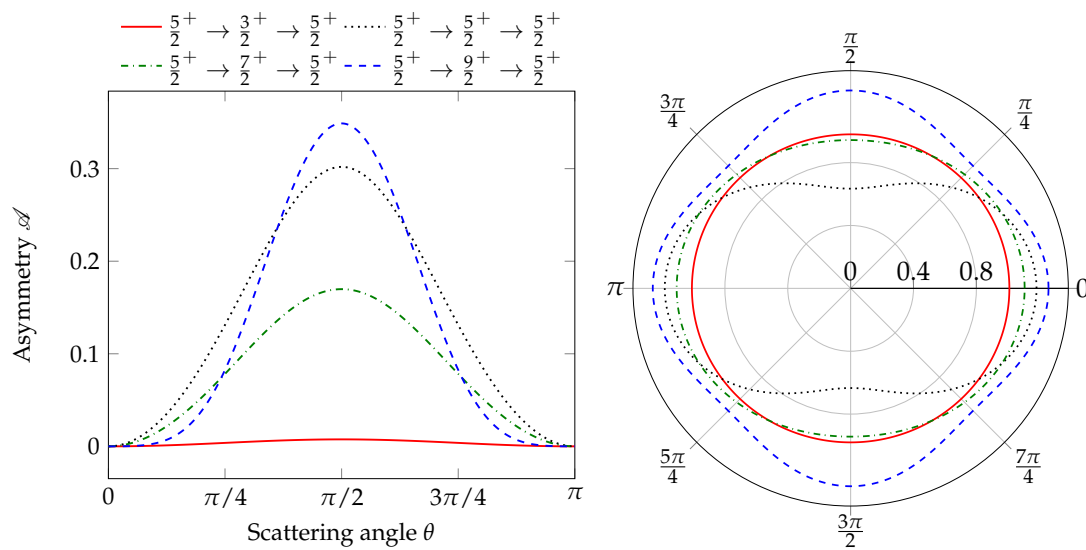 5/2⁺ → 3/2⁺ → 5/2⁺ 5/2⁺ → 5/2⁺ → 5/2⁺
5/2⁺ → 7/2⁺ → 5/2⁺ 5/2⁺ → 9/2⁺ → 5/2⁺
Asymmetry 𝒜
0.3
0.2
0.1
0
0 π/4 π/2 3π/4 π
Scattering angle θ
π/2
3π/4 π/4
0 0.4 0.8
π 0
5π/4 7π/4
3π/2